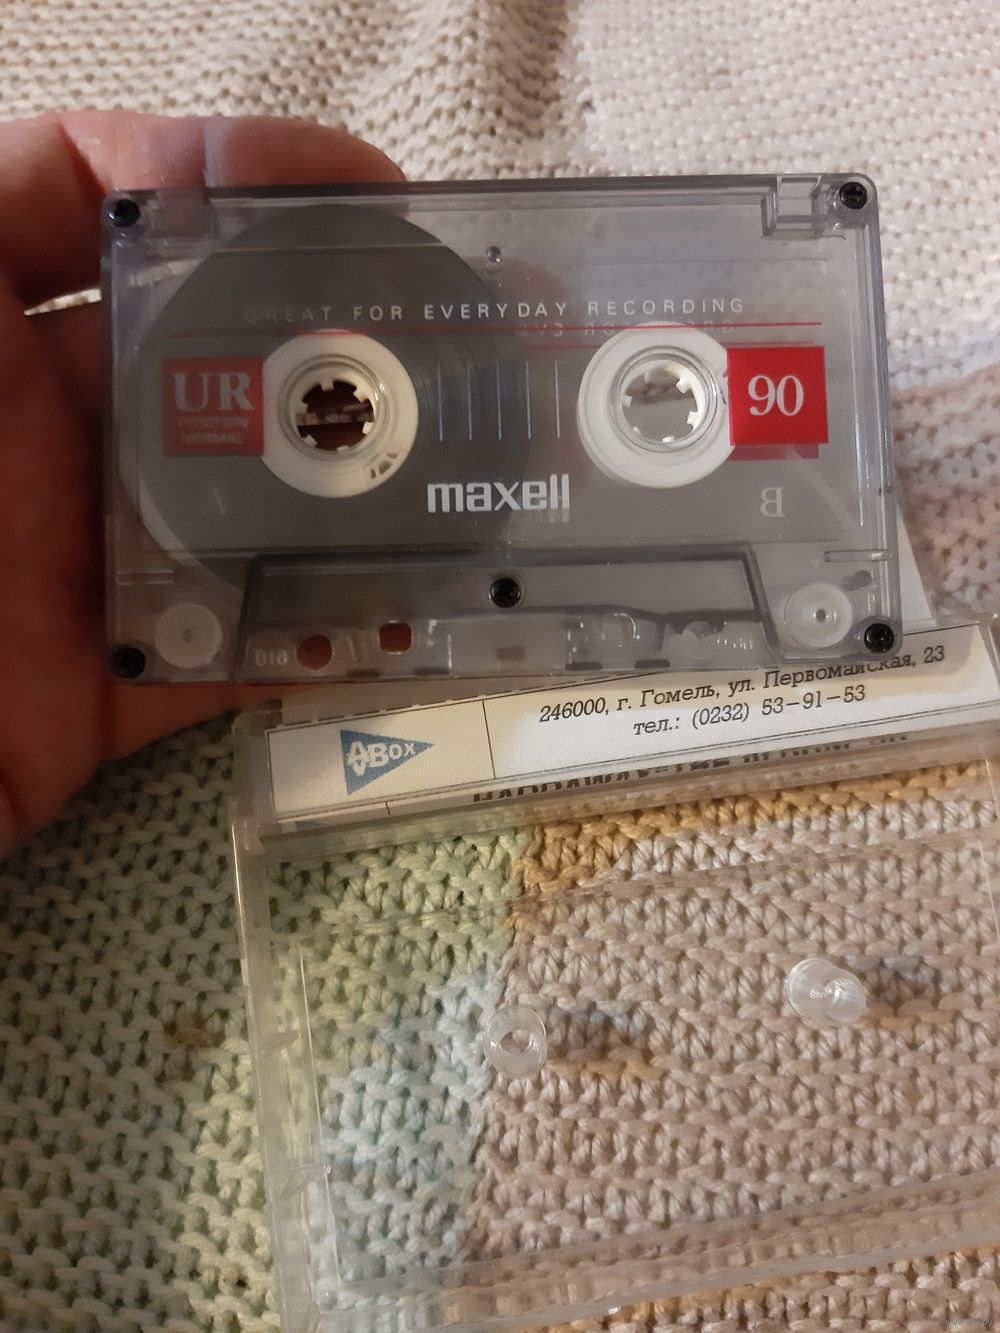 GREAT FOR EVERYDAY RECORDING
UR
POSITION
NORMAL
90
maxell
A
B
016
246000, г. Гомель, ул. Первомайская, 23
тел.: (0232) 53-91-53
ABOX